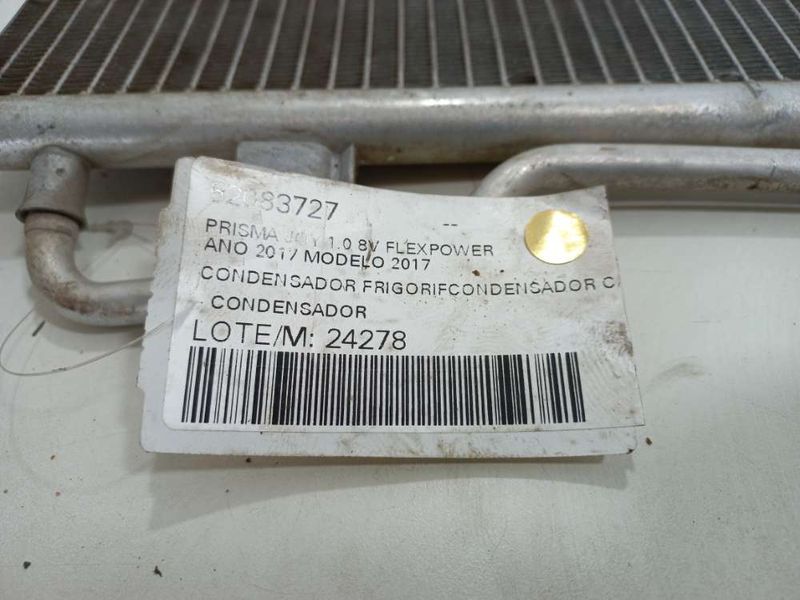 52083727
--
PRISMA JOY 1.0 8V FLEXPOWER
ANO 2017 MODELO 2017
CONDENSADOR FRIGORIFCONDENSADOR C
- CONDENSADOR
LOTE/M: 24278